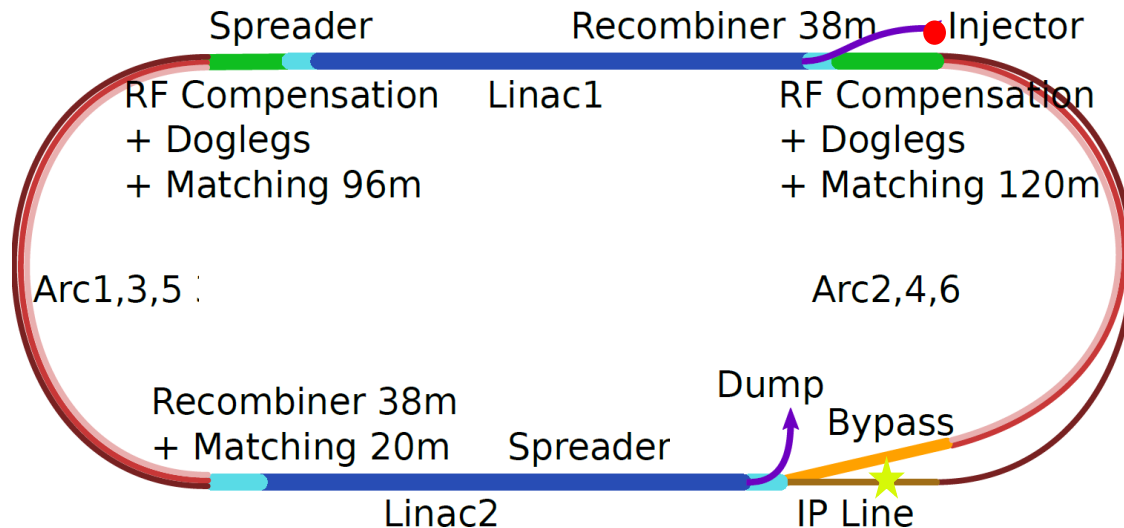 Spreader
Recombiner 38m
Injector
RF Compensation
+ Doglegs
+ Matching 96m
Linac1
RF Compensation
+ Doglegs
+ Matching 120m
Arc1,3,5
Arc2,4,6
Recombiner 38m
+ Matching 20m
Spreader
Dump
Bypass
Linac2
IP Line